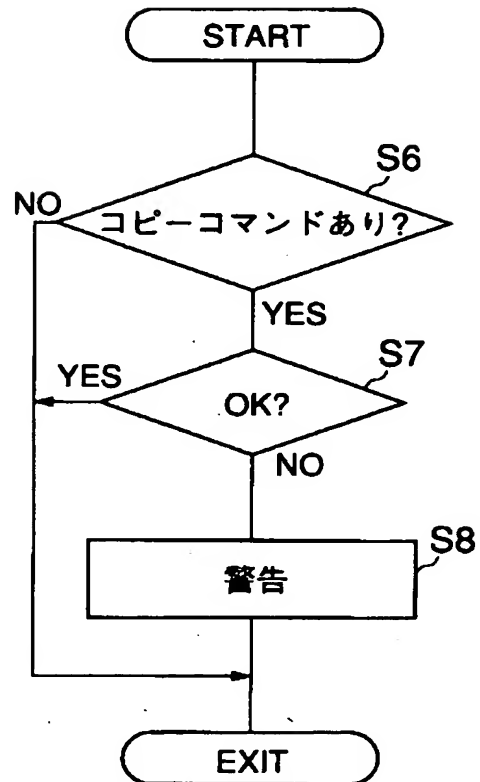 START
S6
NO
コピーコマンドあり?
YES
S7
YES
OK?
NO
S8
警告
EXIT